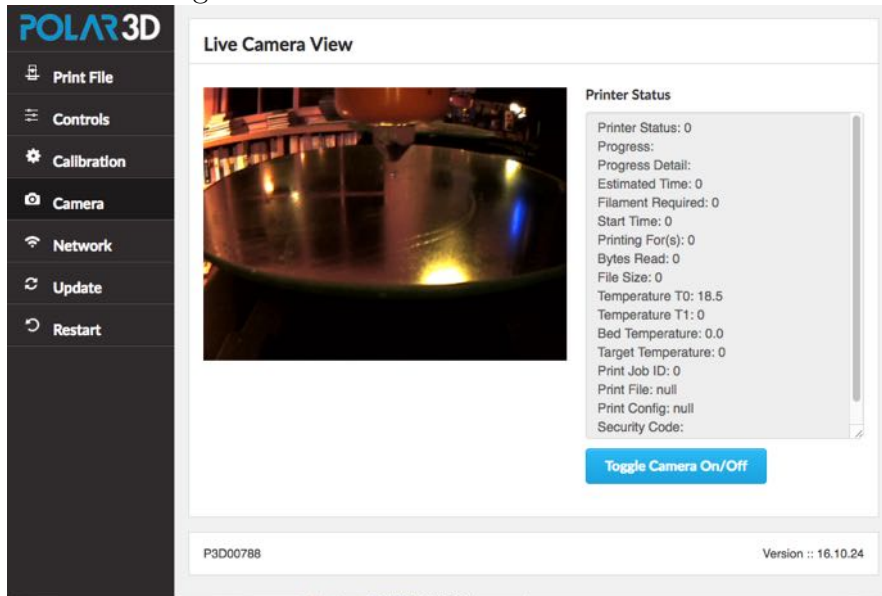 POLAR3D
Print File
Controls
Calibration
Camera
Network
Update
Restart
Live Camera View
Printer Status
Printer Status: 0
Progress:
Progress Detail:
Estimated Time: 0
Filament Required: 0
Start Time: 0
Printing For(s): 0
Bytes Read: 0
File Size: 0
Temperature T0: 18.5
Temperature T1: 0
Bed Temperature: 0.0
Target Temperature: 0
Print Job ID: 0
Print File: null
Print Config: null
Security Code:
Toggle Camera On/Off
P3D00788
Version :: 16.10.24